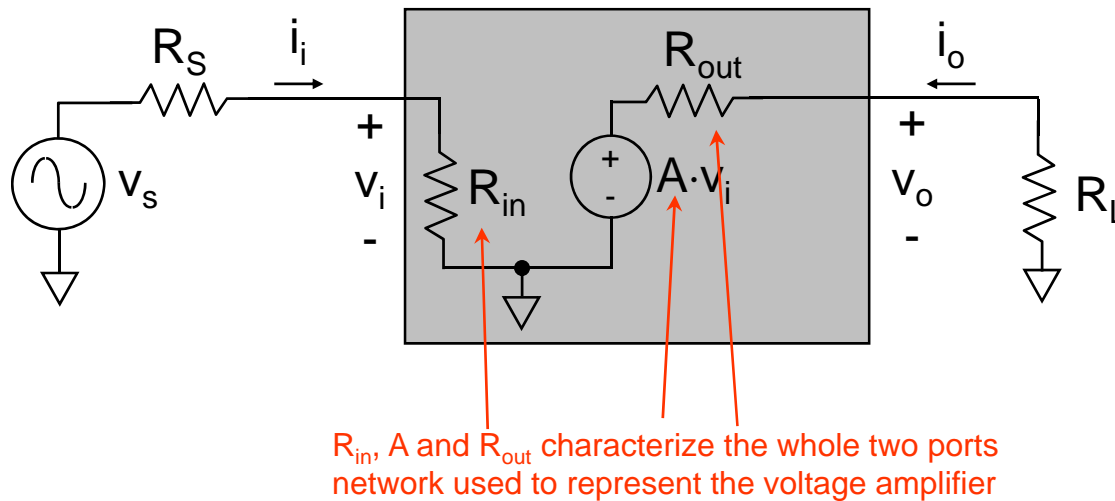 R_S
i_i
R_out
i_o
+
v_i
-
v_s
R_in
+
-
A·v_i
+
v_o
-
R_L
R_in, A and R_out characterize the whole two ports
network used to represent the voltage amplifier